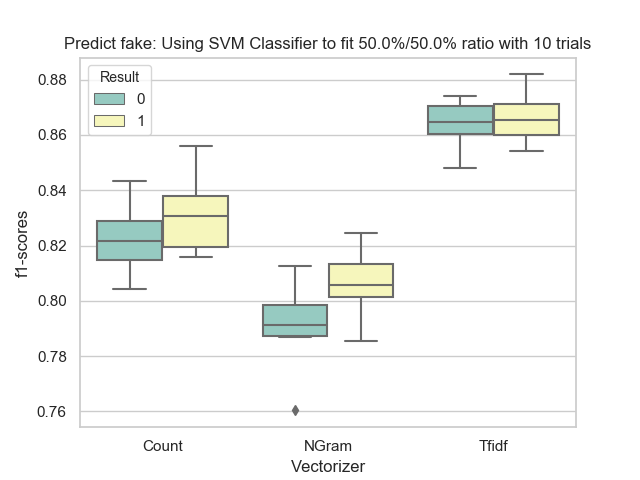 Predict fake: Using SVM Classifier to fit 50.0%/50.0% ratio with 10 trials
Result
0
1
0.88
0.86
0.84
0.82
0.80
0.78
0.76
f1-scores
Count
NGram
Tfidf
Vectorizer